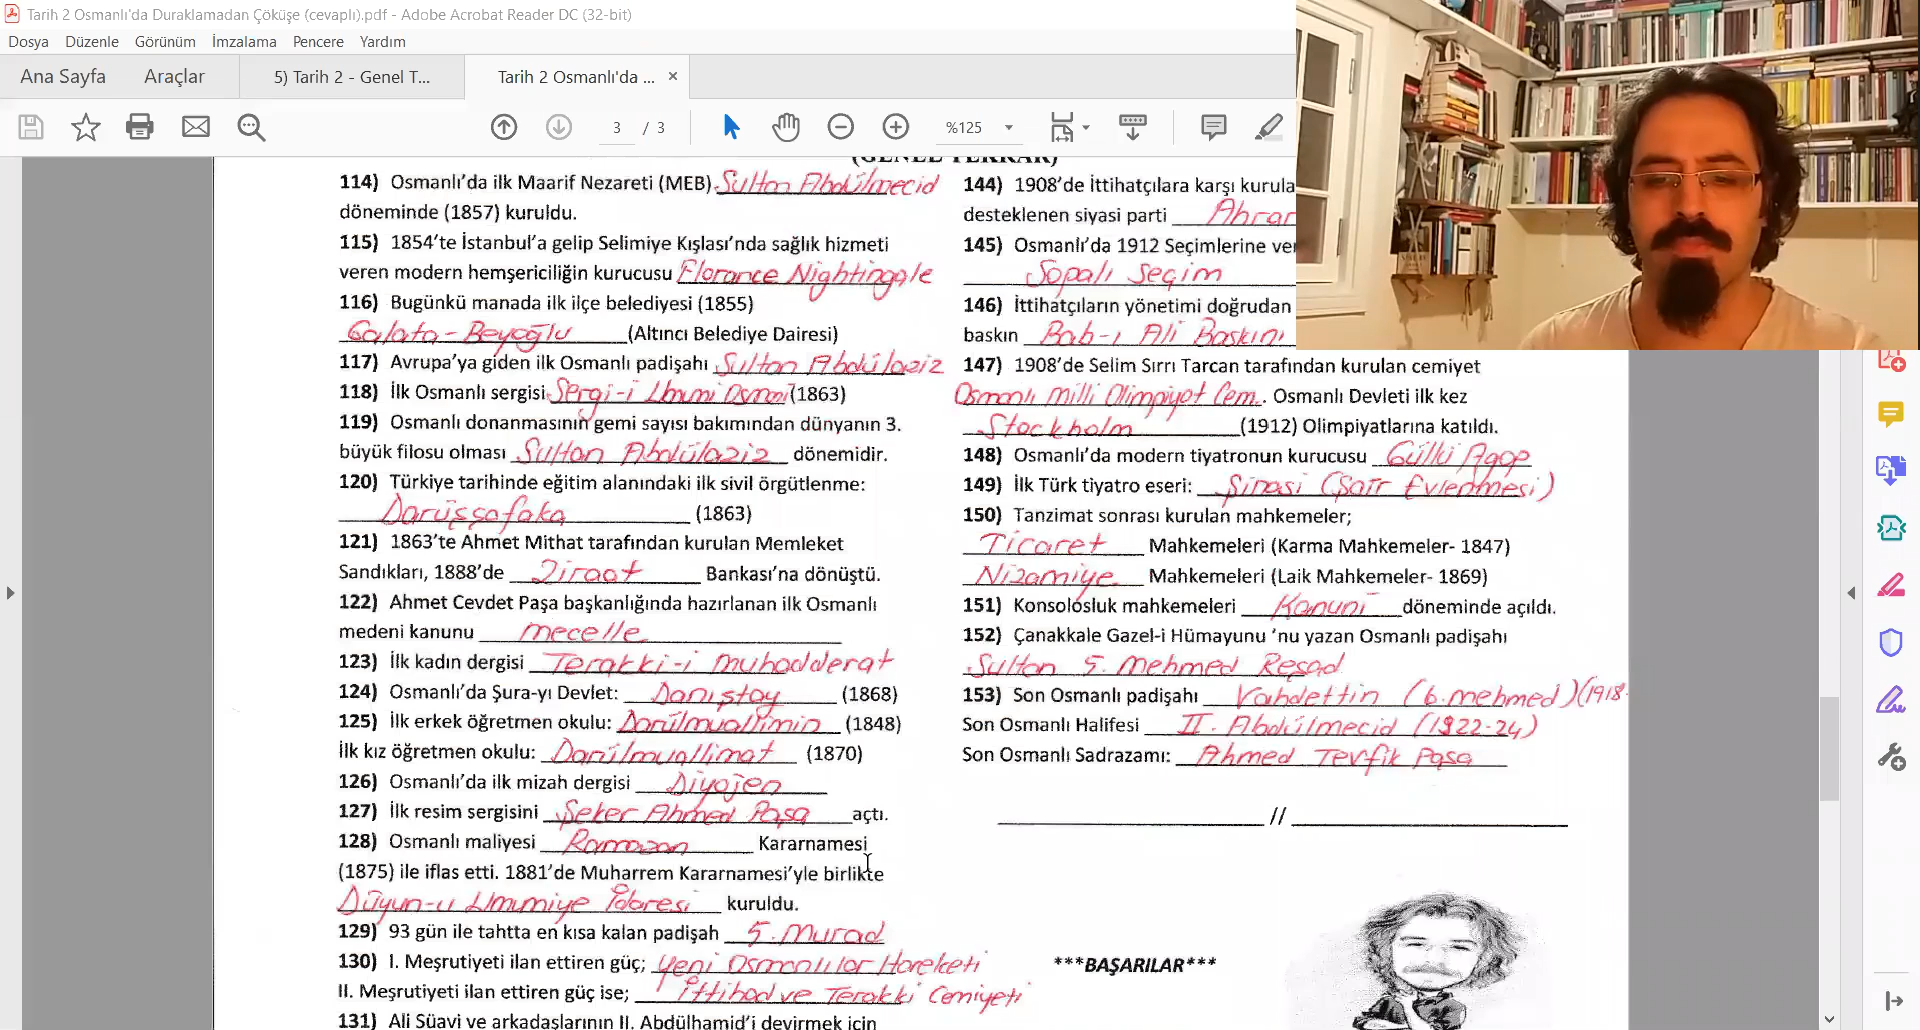 Tarih 2 Osmanlı'da Duraklamadan Çöküşe (cevaplı).pdf - Adobe Acrobat Reader DC (32-bit)
Dosya Düzenle Görünüm İmzalama Pencere Yardım
Ana Sayfa Araçlar 5) Tarih 2 - Genel T... Tarih 2 Osmanlı'da ... ×
3 / 3 %125
(GENEL TEKRAR)
114) Osmanlı'da ilk Maarif Nezareti (MEB) Sultan Abdülmecid
döneminde (1857) kuruldu.
115) 1854'te İstanbul'a gelip Selimiye Kışlası'nda sağlık hizmeti
veren modern hemşericiliğin kurucusu Florance Nightingale
116) Bugünkü manada ilk ilçe belediyesi (1855)
Galata - Beyoğlu (Altıncı Belediye Dairesi)
117) Avrupa'ya giden ilk Osmanlı padişahı Sultan Abdülaziz
118) İlk Osmanlı sergisi Sergi-i Umumi Osmani (1863)
119) Osmanlı donanmasının gemi sayısı bakımından dünyanın 3.
büyük filosu olması Sultan Abdülaziz dönemidir.
120) Türkiye tarihinde eğitim alanındaki ilk sivil örgütlenme:
Darüşşafaka (1863)
121) 1863'te Ahmet Mithat tarafından kurulan Memleket
Sandıkları, 1888'de Ziraat Bankası'na dönüştü.
122) Ahmet Cevdet Paşa başkanlığında hazırlanan ilk Osmanlı
medeni kanunu mecelle
123) İlk kadın dergisi Terakki-i muhadderat
124) Osmanlı'da Şura-yı Devlet: Danıştay (1868)
125) İlk erkek öğretmen okulu: Darülmuallimin (1848)
İlk kız öğretmen okulu: Darülmuallimat (1870)
126) Osmanlı'da ilk mizah dergisi Diyojen
127) İlk resim sergisini Şeker Ahmed Paşa açtı.
128) Osmanlı maliyesi Ramazan Kararnamesi
(1875) ile iflas etti. 1881'de Muharrem Kararnamesi'yle birlikte
Düyun-u Umumiye İdaresi kuruldu.
129) 93 gün ile tahtta en kısa kalan padişah 5. Murad
130) I. Meşrutiyeti ilan ettiren güç; Yeni Osmanlılar Hareketi
II. Meşrutiyeti ilan ettiren güç ise; İttihad ve Terakki Cemiyeti
131) Ali Süavi ve arkadaşlarının II. Abdülhamid'i devirmek için
144) 1908'de İttihatçılara karşı kurula
desteklenen siyasi parti Ahrar
145) Osmanlı'da 1912 Seçimlerine ve
Sopalı Seçim
146) İttihatçıların yönetimi doğrudan
baskın Bab-ı Ali Baskını
147) 1908'de Selim Sırrı Tarcan tarafından kurulan cemiyet
Osmanlı Milli Olimpiyat Cem. . Osmanlı Devleti ilk kez
Stockholm (1912) Olimpiyatlarına katıldı.
148) Osmanlı'da modern tiyatronun kurucusu Güllü Agop
149) İlk Türk tiyatro eseri: Şinasi (Şair Evlenmesi)
150) Tanzimat sonrası kurulan mahkemeler;
Ticaret Mahkemeleri (Karma Mahkemeler- 1847)
Nizamiye Mahkemeleri (Laik Mahkemeler- 1869)
151) Konsolosluk mahkemeleri Kanuni döneminde açıldı.
152) Çanakkale Gazel-i Hümayunu 'nu yazan Osmanlı padişahı
Sultan 5. Mehmed Reşad
153) Son Osmanlı padişahı Vahdettin (6. mehmed) (1918-
Son Osmanlı Halifesi II. Abdülmecid (1922-24)
Son Osmanlı Sadrazamı: Ahmed Tevfik Paşa
//
***BAŞARILAR***